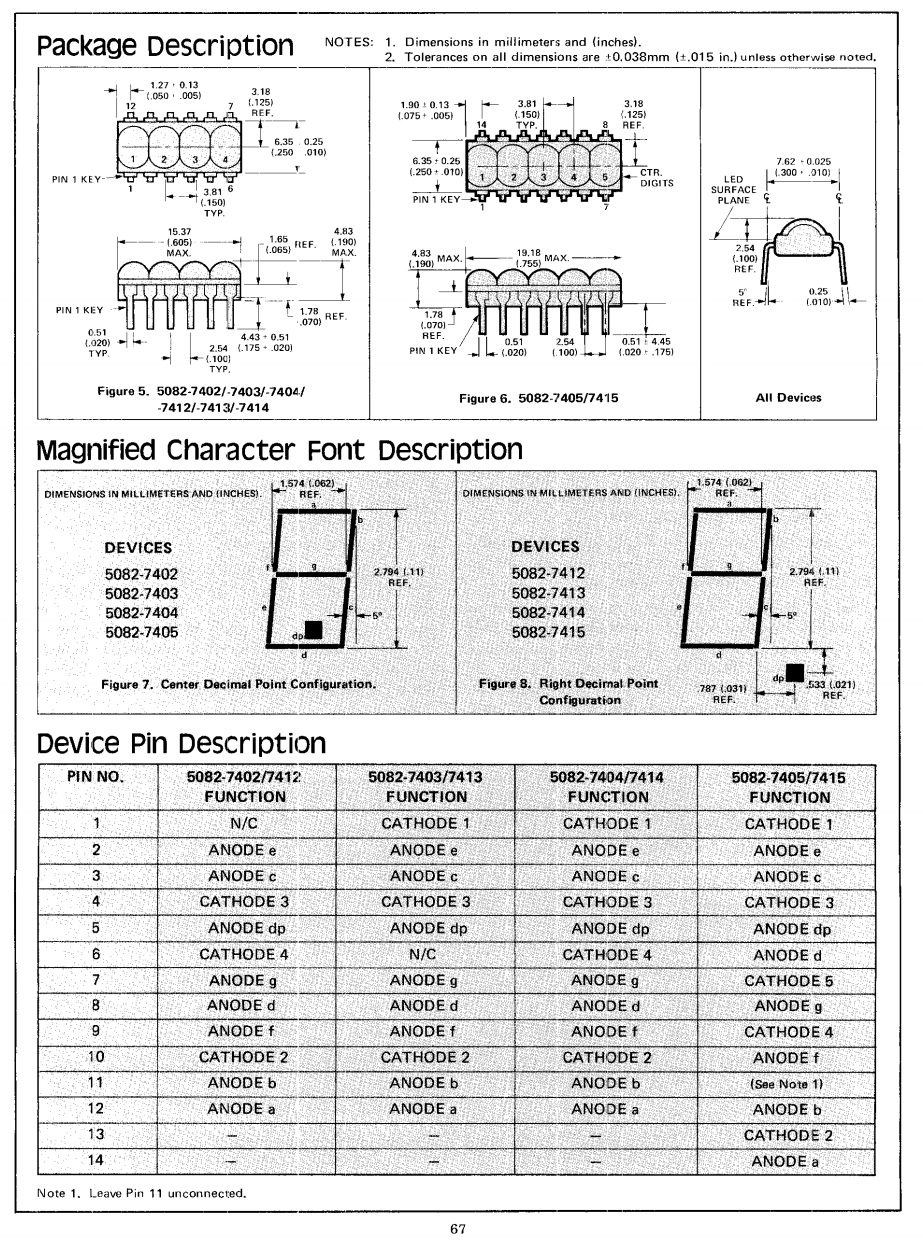 Package Description
NOTES: 1. Dimensions in millimeters and (inches).
2. Tolerances on all dimensions are ±0.038mm (±.015 in.) unless otherwise noted.
1.27 ± 0.13
(.050 ± .005)
3.18
(.125)
REF.
12
7
6.35 ± 0.25
(.250 ± .010)
1 2 3 4
PIN 1 KEY
1
6
3.81
(.150)
TYP.
15.37
(.605)
MAX.
1.65
(.065)
REF.
4.83
(.190)
MAX.
PIN 1 KEY
1.78
.070)
REF.
0.51
(.020)
TYP.
4.43 ± 0.51
(.175 ± .020)
2.54
(.100)
TYP.
Figure 5. 5082-7402/-7403/-7404/
-7412/-7413/-7414
1.90 ± 0.13
(.075 ± .005)
3.81
(.150)
TYP.
3.18
(.125)
REF.
14
8
6.35 ± 0.25
(.250 ± .010)
1 2 3 4 5
CTR.
DIGITS
PIN 1 KEY
1
7
4.83
(.190)
MAX.
19.18
(.755)
MAX.
1.78
(.070)
REF.
PIN 1 KEY
0.51
(.020)
2.54
(.100)
0.51 ± 4.45
(.020 ± .175)
Figure 6. 5082-7405/7415
7.62 ± 0.025
(.300 ± .010)
LED
SURFACE
PLANE
℄
℄
2.54
(.100)
REF.
5°
REF.
0.25
(.010)
All Devices
Magnified Character Font Description
DIMENSIONS IN MILLIMETERS AND (INCHES).
1.574 (.062)
REF.
a
b
DEVICES
5082-7402
5082-7403
5082-7404
5082-7405
f
g
2.794 (.11)
REF.
e
c
5°
dp
d
Figure 7. Center Decimal Point Configuration.
DIMENSIONS IN MILLIMETERS AND (INCHES).
1.574 (.062)
REF.
a
b
DEVICES
5082-7412
5082-7413
5082-7414
5082-7415
f
g
2.794 (.11)
REF.
e
c
5°
d
dp
.533 (.021)
REF.
.787 (.031)
REF.
Figure 8. Right Decimal Point
Configuration
Device Pin Description
PIN NO. 5082-7402/7412 5082-7403/7413 5082-7404/7414 5082-7405/7415
FUNCTION FUNCTION FUNCTION FUNCTION
1 N/C CATHODE 1 CATHODE 1 CATHODE 1
2 ANODE e ANODE e ANODE e ANODE e
3 ANODE c ANODE c ANODE c ANODE c
4 CATHODE 3 CATHODE 3 CATHODE 3 CATHODE 3
5 ANODE dp ANODE dp ANODE dp ANODE dp
6 CATHODE 4 N/C CATHODE 4 ANODE d
7 ANODE g ANODE g ANODE g CATHODE 5
8 ANODE d ANODE d ANODE d ANODE g
9 ANODE f ANODE f ANODE f CATHODE 4
10 CATHODE 2 CATHODE 2 CATHODE 2 ANODE f
11 ANODE b ANODE b ANODE b (See Note 1)
12 ANODE a ANODE a ANODE a ANODE b
13 – – – CATHODE 2
14 – – – ANODE a
Note 1. Leave Pin 11 unconnected.
67